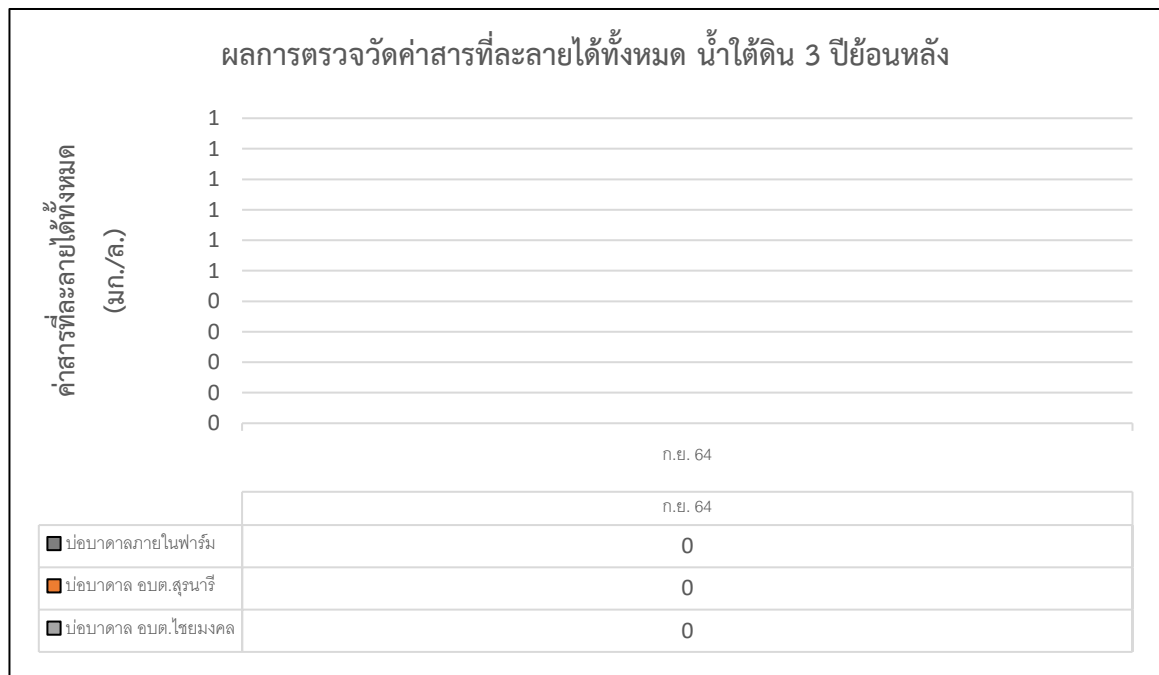 ผลการตรวจวัดค่าสารที่ละลายได้ทั้งหมด น้ำใต้ดิน 3 ปีย้อนหลัง
ค่าสารที่ละลายได้ทั้งหมด
(มก./ล.)
1
1
1
1
1
1
0
0
0
0
0
ก.ย. 64
ก.ย. 64
บ่อบาดาลภายในฟาร์ม 0
บ่อบาดาล อบต.สุรนารี 0
บ่อบาดาล อบต.ไชยมงคล 0